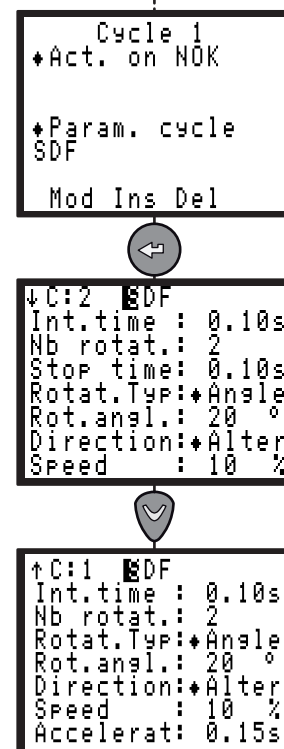 Cycle 1
♦Act. on NOK
♦Param. cycle
SDF
Mod Ins Del
↓C:2 SDF
Int.time : 0.10s
Nb rotat.: 2
Stop time: 0.10s
Rotat.Typ:♦Angle
Rot.angl.: 20 °
Direction:♦Alter
Speed : 10 %
↑C:1 SDF
Int.time : 0.10s
Nb rotat.: 2
Rotat.Typ:♦Angle
Rot.angl.: 20 °
Direction:♦Alter
Speed : 10 %
Accelerat: 0.15s